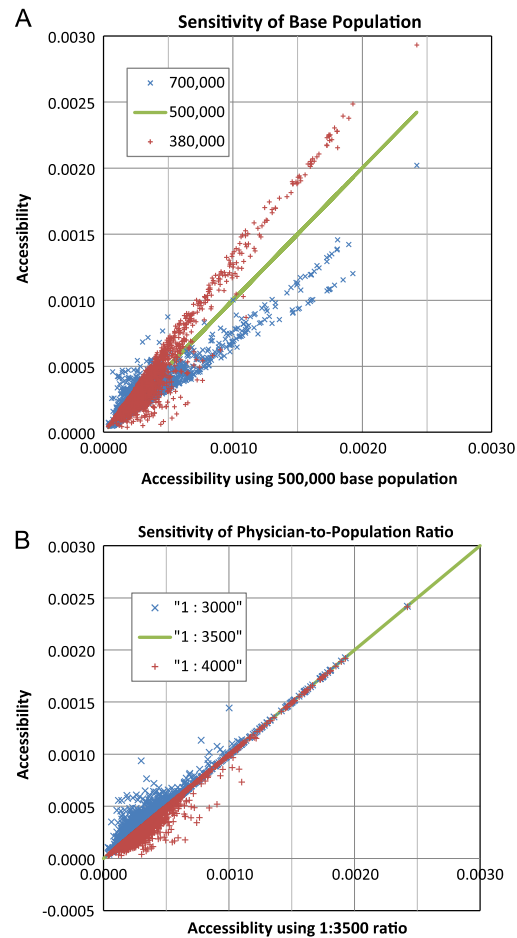 A
Sensitivity of Base Population
0.0030
0.0025
0.0020
0.0015
0.0010
0.0005
0.0000
700,000
500,000
380,000
Accessibility
0.0000 0.0010 0.0020 0.0030
Accessibility using 500,000 base population
B
Sensitivity of Physician-to-Population Ratio
0.0030
0.0025
0.0020
0.0015
0.0010
0.0005
0.0000
-0.0005
"1 : 3000"
"1 : 3500"
"1 : 4000"
Accessibility
0.0000 0.0010 0.0020 0.0030
Accessiblity using 1:3500 ratio